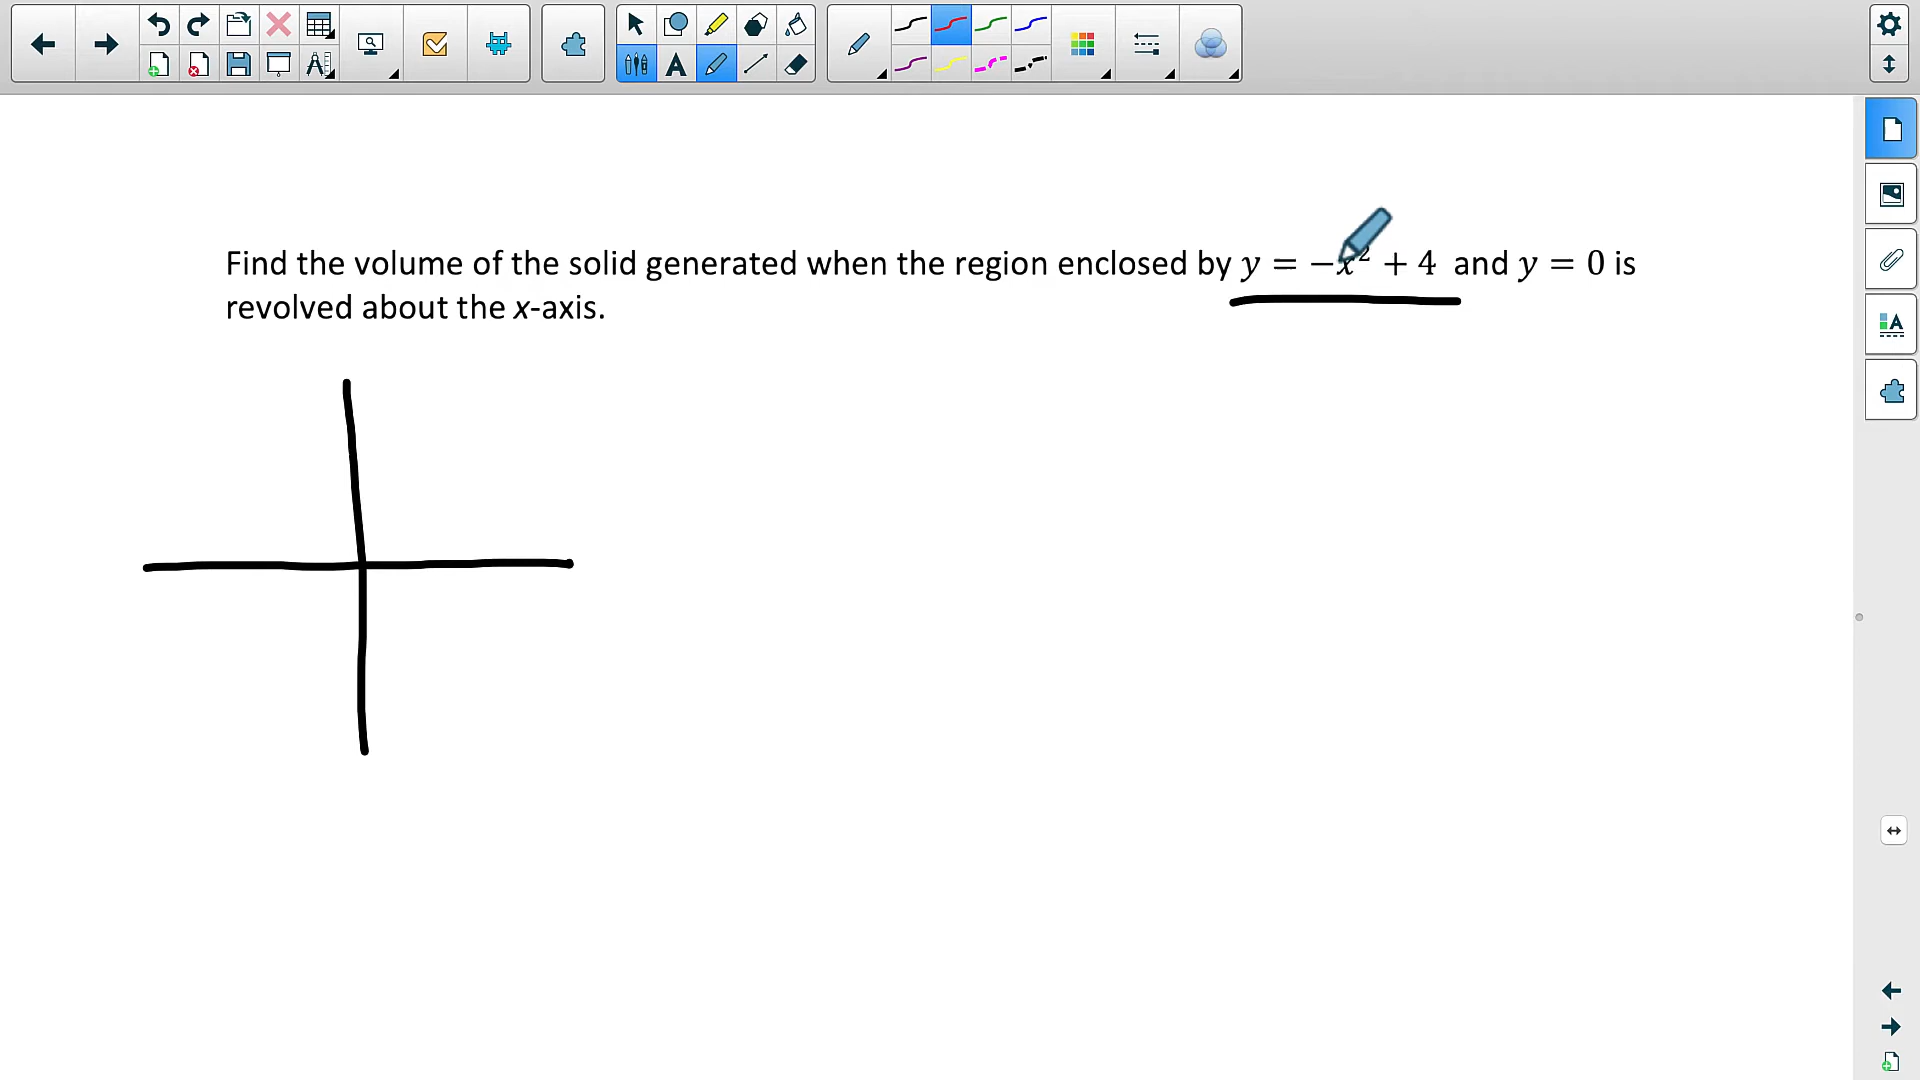 Find the volume of the solid generated when the region enclosed by y = −x² + 4 and y = 0 is
revolved about the x-axis.